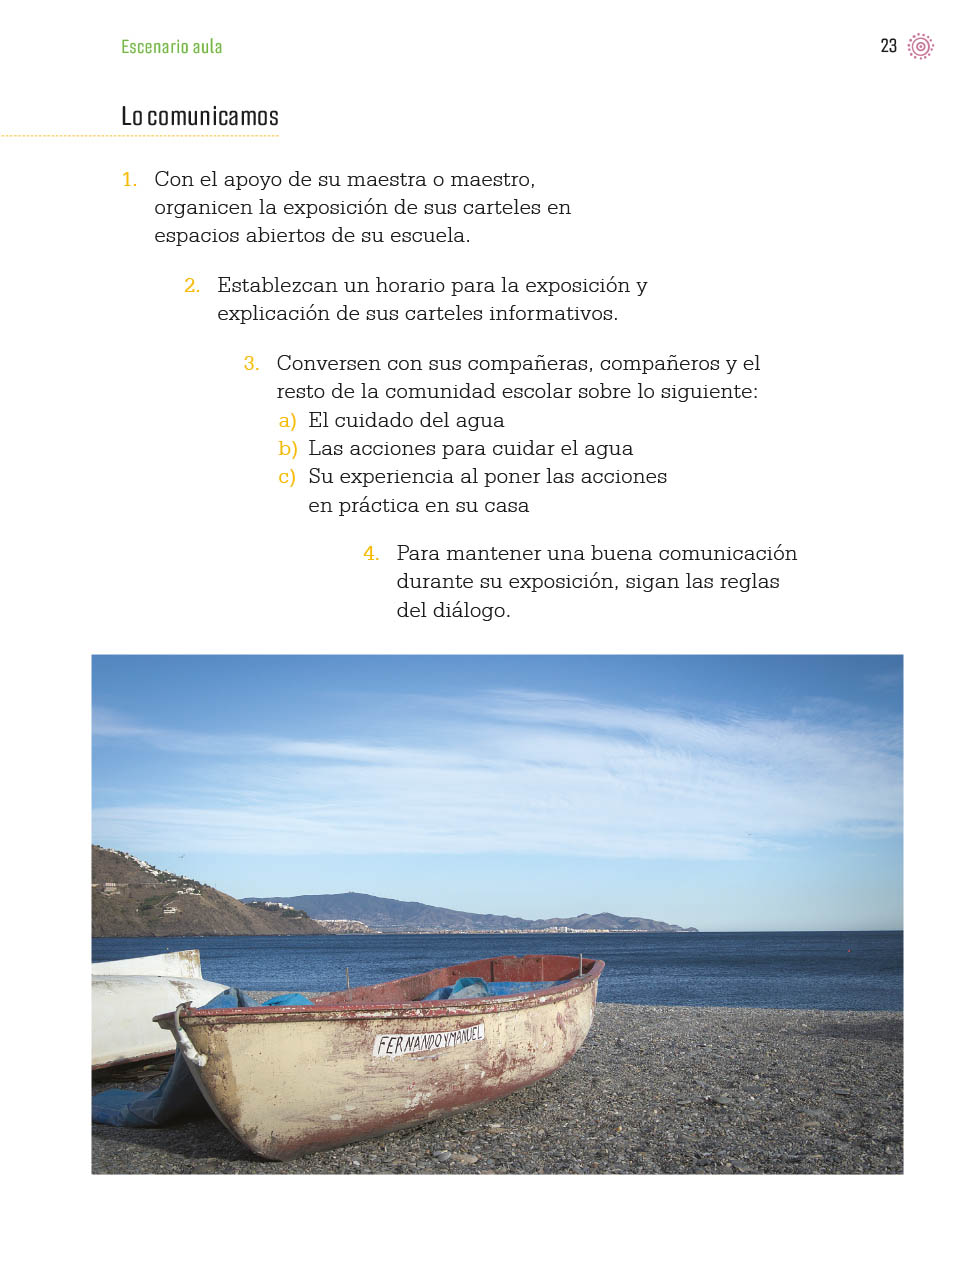 Escenario aula
23
Lo comunicamos
1. Con el apoyo de su maestra o maestro,
organicen la exposición de sus carteles en
espacios abiertos de su escuela.
2. Establezcan un horario para la exposición y
explicación de sus carteles informativos.
3. Conversen con sus compañeras, compañeros y el
resto de la comunidad escolar sobre lo siguiente:
a) El cuidado del agua
b) Las acciones para cuidar el agua
c) Su experiencia al poner las acciones
en práctica en su casa
4. Para mantener una buena comunicación
durante su exposición, sigan las reglas
del diálogo.
FERNANDO Y MANUEL